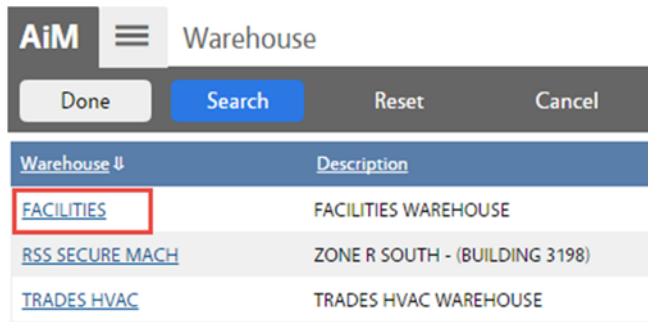 AiM Warehouse
Done Search Reset Cancel
Warehouse ⇓ Description
FACILITIES FACILITIES WAREHOUSE
RSS SECURE MACH ZONE R SOUTH - (BUILDING 3198)
TRADES HVAC TRADES HVAC WAREHOUSE